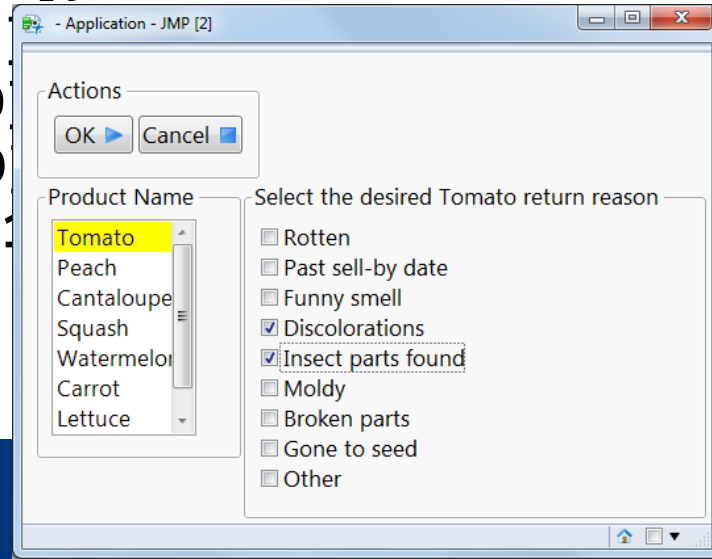 - Application - JMP [2]
Actions
OK
Cancel
Product Name
Tomato
Peach
Cantaloupe
Squash
Watermelon
Carrot
Lettuce
Select the desired Tomato return reason
Rotten
Past sell-by date
Funny smell
Discolorations
Insect parts found
Moldy
Broken parts
Gone to seed
Other